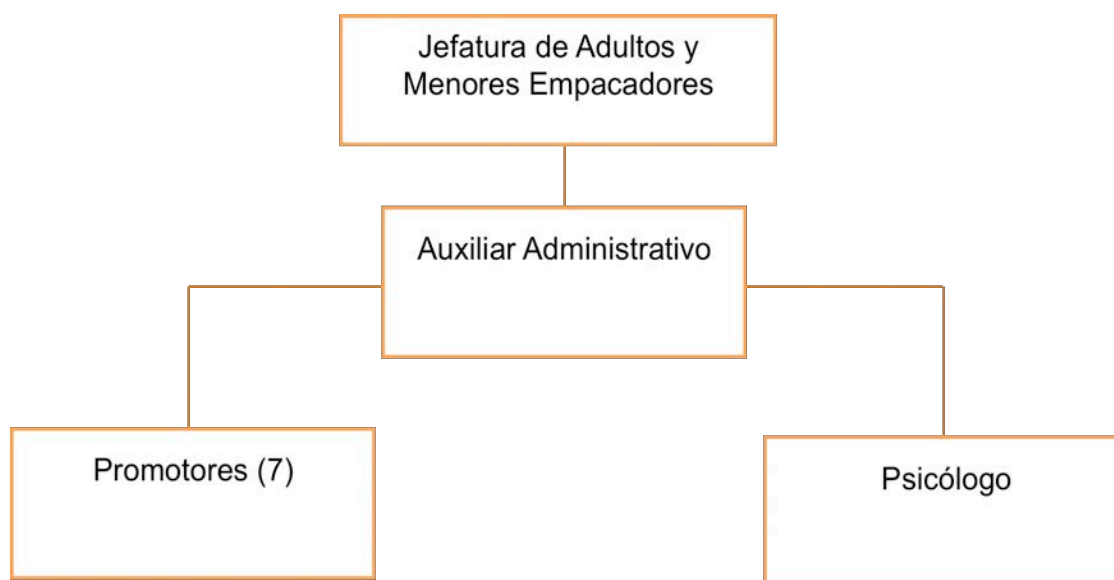 Jefatura de Adultos y
Menores Empacadores
Auxiliar Administrativo
Promotores (7)
Psicólogo